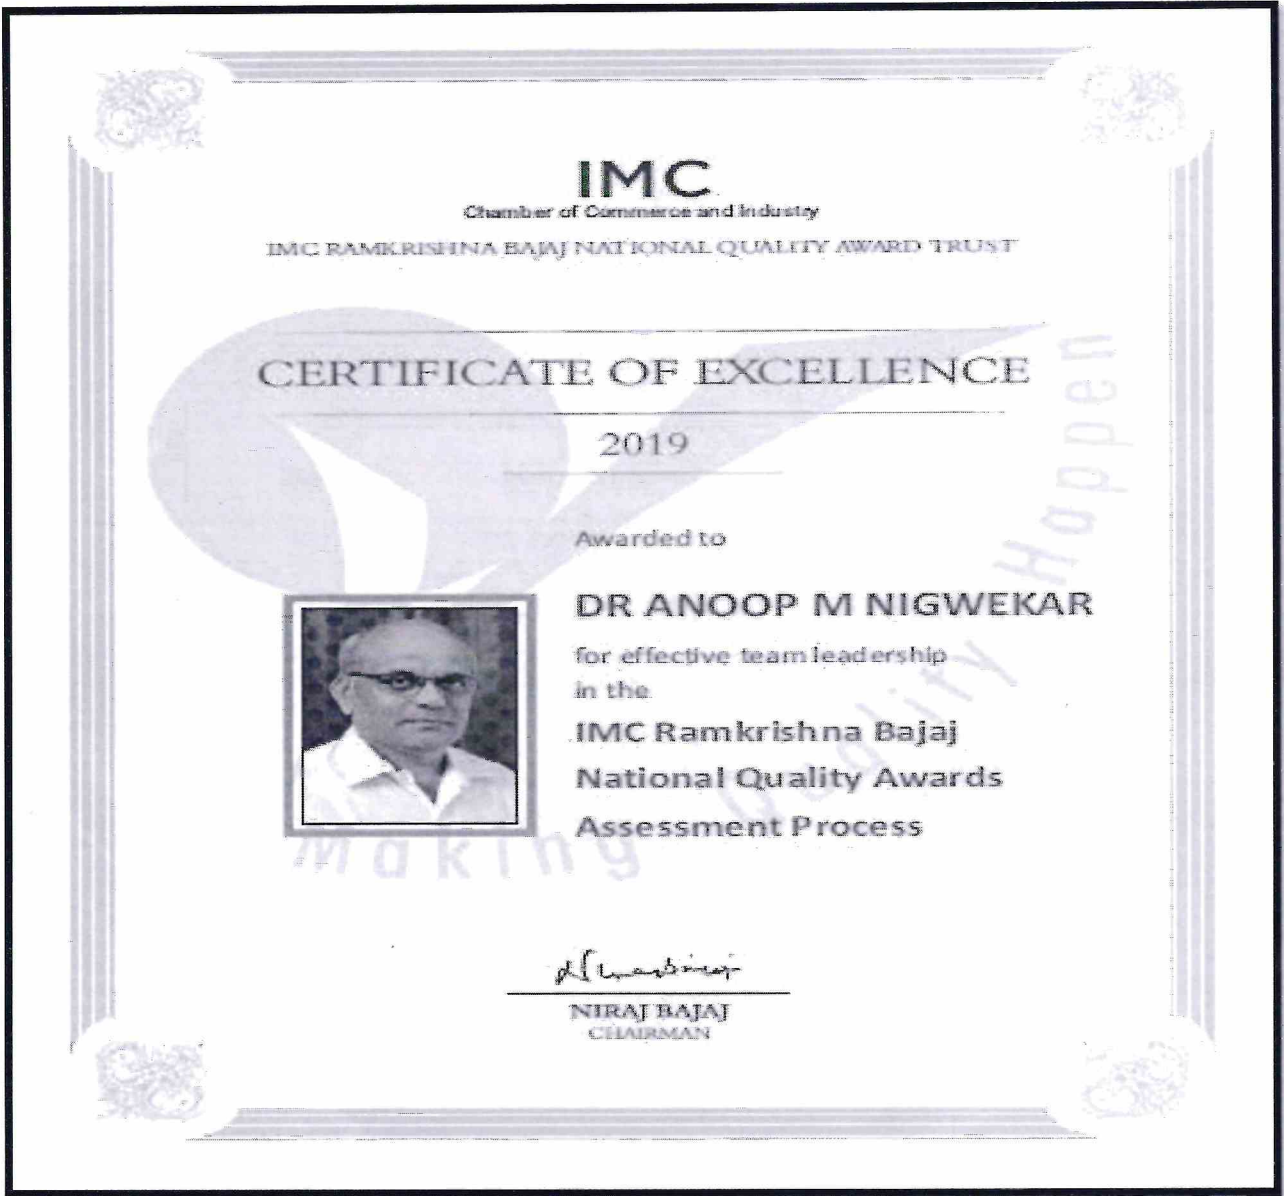 IMC
Chamber of Commerce and Industry
IMC RAMKRISHNA BAJAJ NATIONAL QUALITY AWARD TRUST
CERTIFICATE OF EXCELLENCE
2019
Awarded to
DR ANOOP M NIGWEKAR
for effective team leadership
in the
IMC Ramkrishna Bajaj
National Quality Awards
Assessment Process
Making Quality Happen
NIRAJ BAJAJ
CHAIRMAN